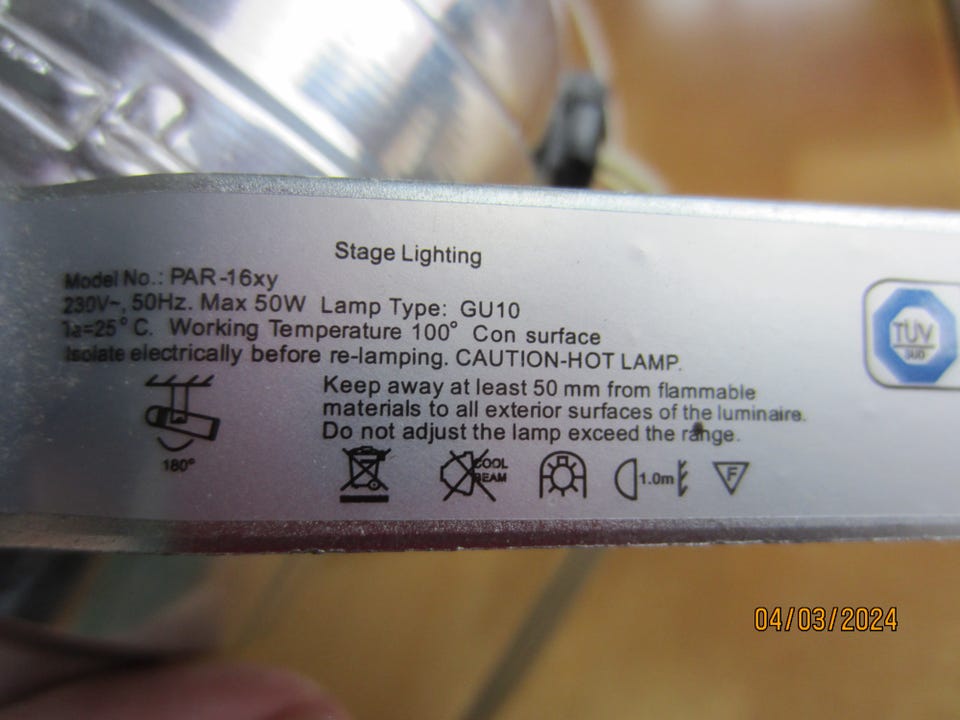 Stage Lighting
Model No.: PAR-16xy
230V~, 50Hz. Max 50W Lamp Type: GU10
Ta=25°C. Working Temperature 100° Con surface
Isolate electrically before re-lamping. CAUTION-HOT LAMP.
Keep away at least 50 mm from flammable
materials to all exterior surfaces of the luminaire.
Do not adjust the lamp exceed the range.
180°
COOL
BEAM
1.0m
F
TÜV
SÜD
04/03/2024